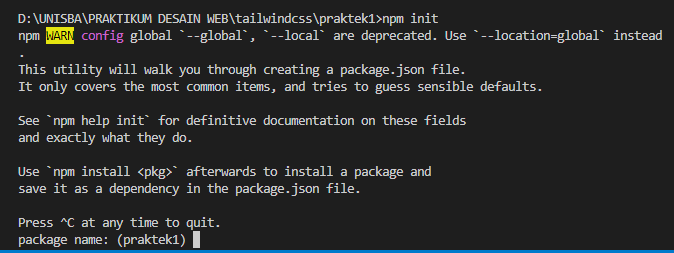 D:\UNISBA\PRAKTIKUM DESAIN WEB\tailwindcss\praktek1>npm init
npm WARN config global `--global`, `--local` are deprecated. Use `--location=global` instead
.
This utility will walk you through creating a package.json file.
It only covers the most common items, and tries to guess sensible defaults.
See `npm help init` for definitive documentation on these fields
and exactly what they do.
Use `npm install <pkg>` afterwards to install a package and
save it as a dependency in the package.json file.
Press ^C at any time to quit.
package name: (praktek1)